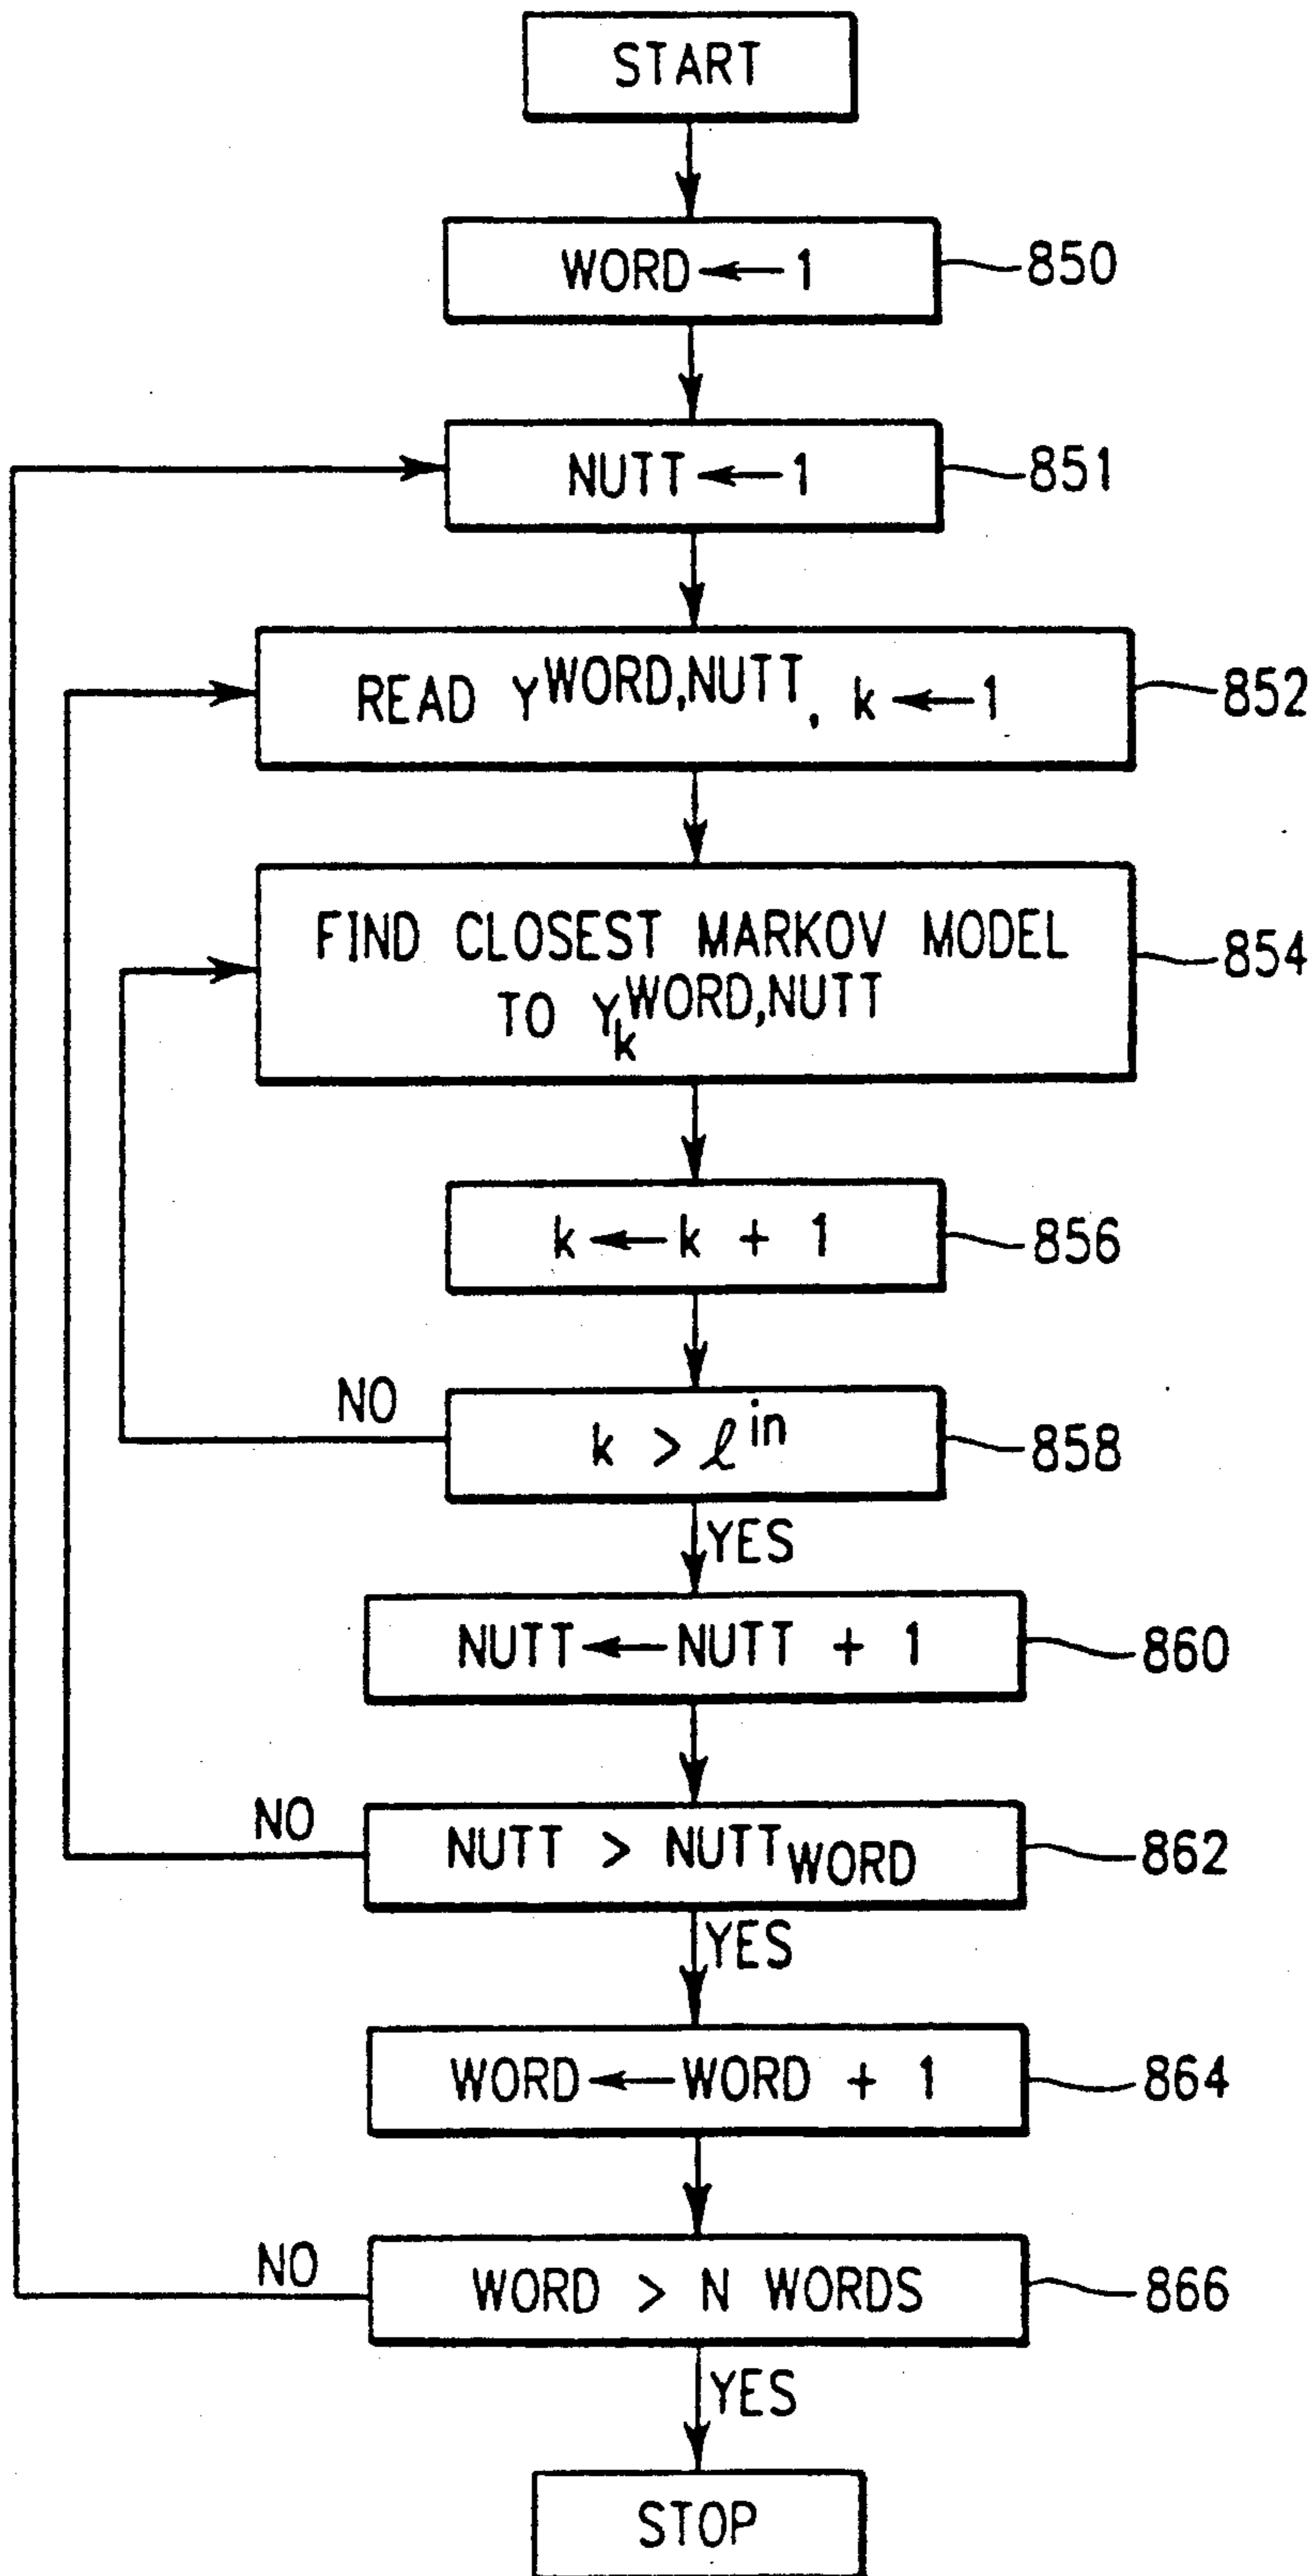 START
WORD←1 850
NUTT←1 851
READ Y^WORD,NUTT, k←1 852
FIND CLOSEST MARKOV MODEL
TO Y_k^WORD,NUTT 854
k←k + 1 856
k > ℓ^in 858
NO
YES
NUTT←NUTT + 1 860
NUTT > NUTT_WORD 862
NO
YES
WORD←WORD + 1 864
WORD > N WORDS 866
NO
YES
STOP